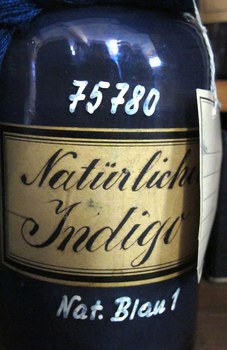 75780
Natürliche
Indigo
Nat. Blau 1